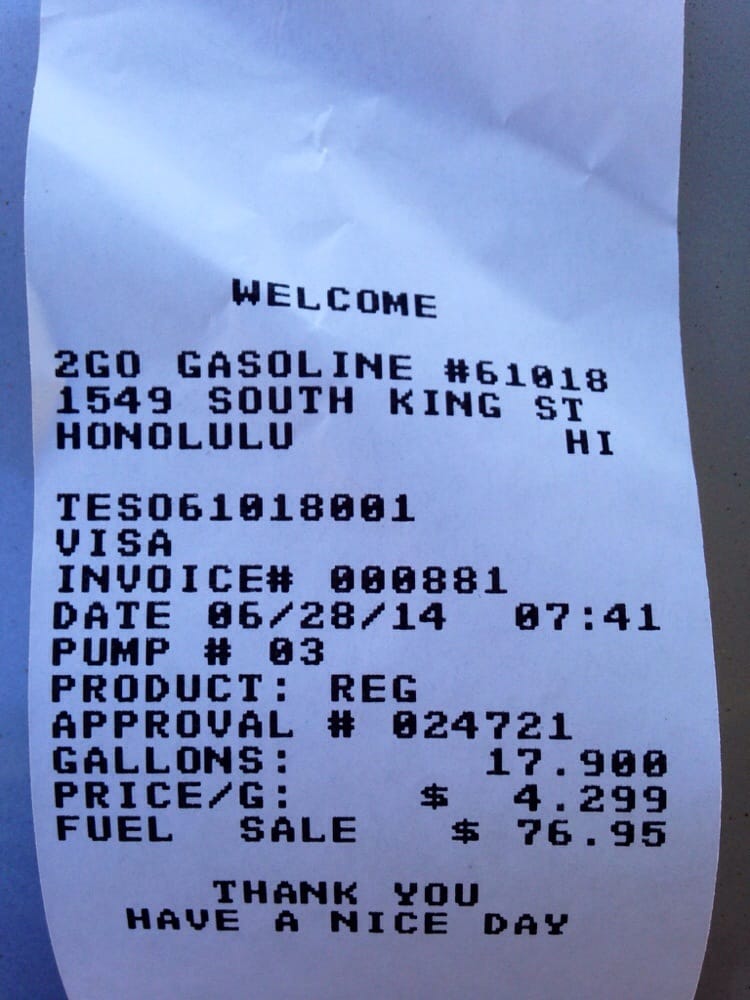 WELCOME
2GO GASOLINE #61018
1549 SOUTH KING ST
HONOLULU HI
TESO61018001
VISA
INVOICE# 000881
DATE 06/28/14 07:41
PUMP # 03
PRODUCT: REG
APPROVAL # 024721
GALLONS: 17.900
PRICE/G: $ 4.299
FUEL SALE $ 76.95
THANK YOU
HAVE A NICE DAY